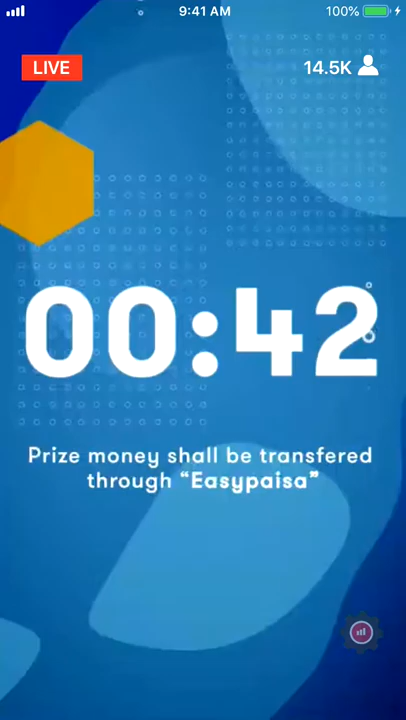 9:41 AM
100%
LIVE
14.5K
00:42
Prize money shall be transfered
through “Easypaisa”